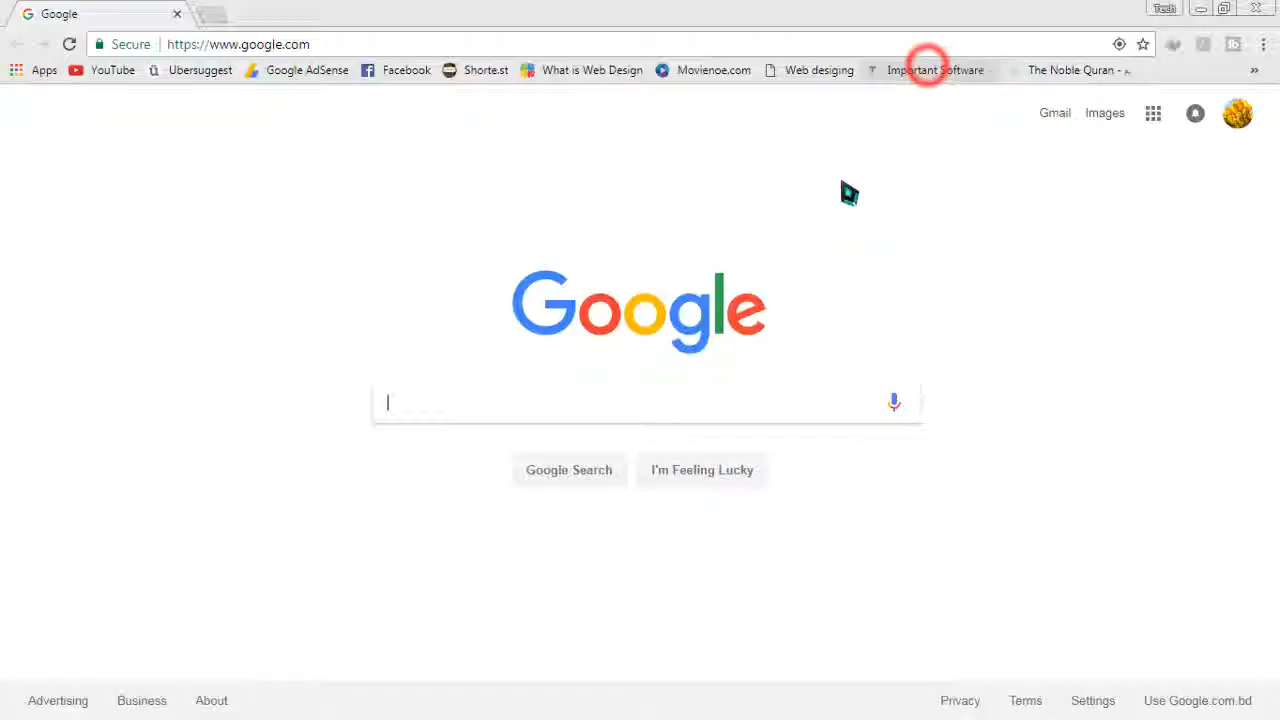 Google
Tech
Secure https://www.google.com
Apps YouTube Ubersuggest Google AdSense Facebook Shorte.st What is Web Design Movienoe.com Web desiging Important Software The Noble Quran -
Gmail Images
Google
Google Search I'm Feeling Lucky
Advertising Business About Privacy Terms Settings Use Google.com.bd